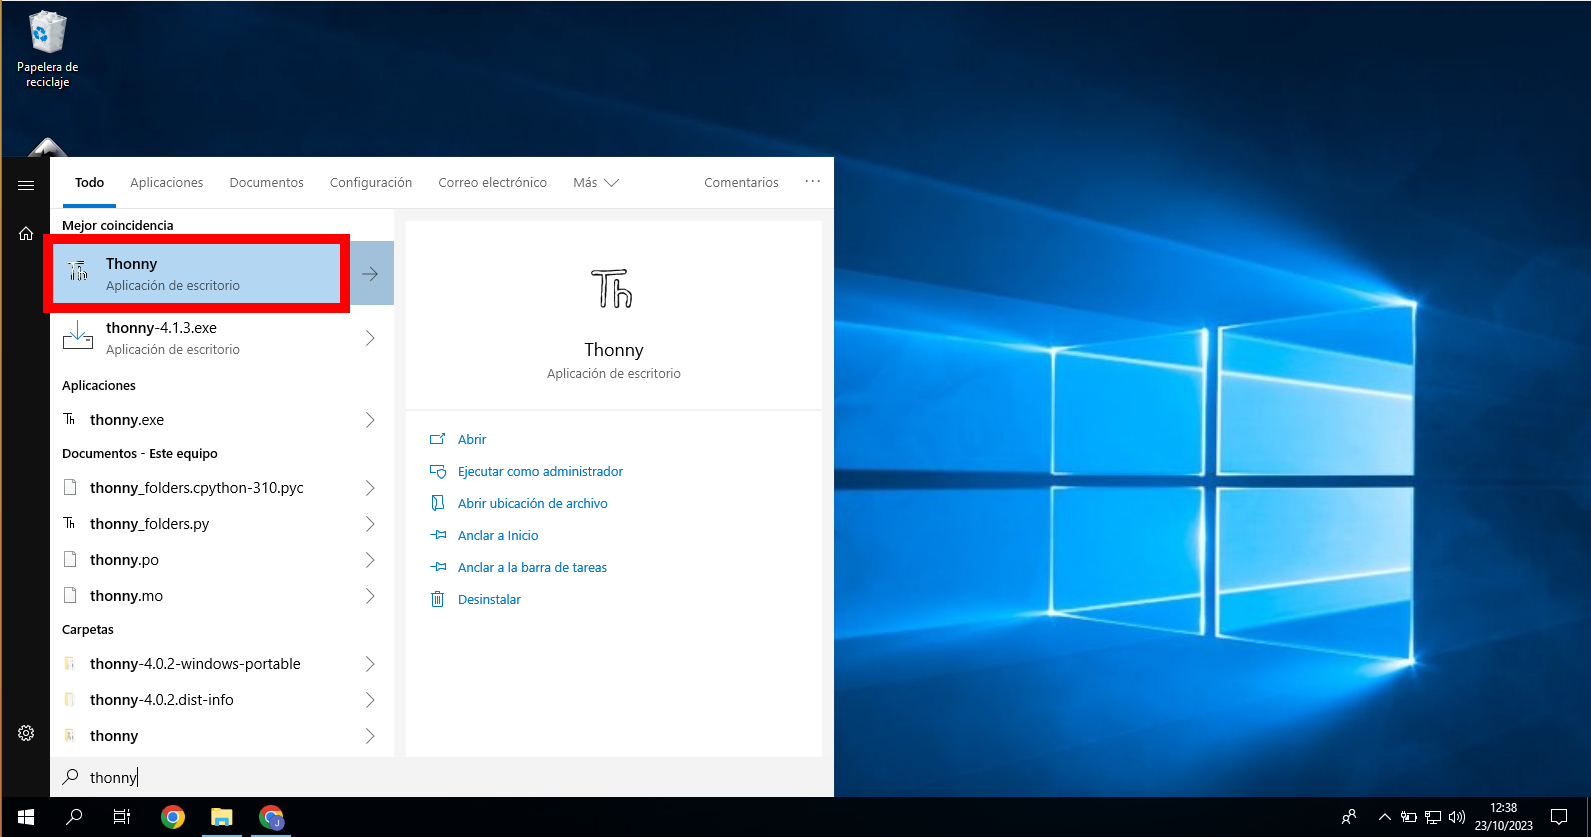 Papelera de
reciclaje
Todo Aplicaciones Documentos Configuración Correo electrónico Más Comentarios ...
Mejor coincidencia
Th Thonny
Aplicación de escritorio
thonny-4.1.3.exe
Aplicación de escritorio
Aplicaciones
Th thonny.exe
Documentos - Este equipo
thonny_folders.cpython-310.pyc
Th thonny_folders.py
thonny.po
thonny.mo
Carpetas
thonny-4.0.2-windows-portable
thonny-4.0.2.dist-info
thonny
thonny
Th
Thonny
Aplicación de escritorio
Abrir
Ejecutar como administrador
Abrir ubicación de archivo
Anclar a Inicio
Anclar a la barra de tareas
Desinstalar
J
12:38
23/10/2023